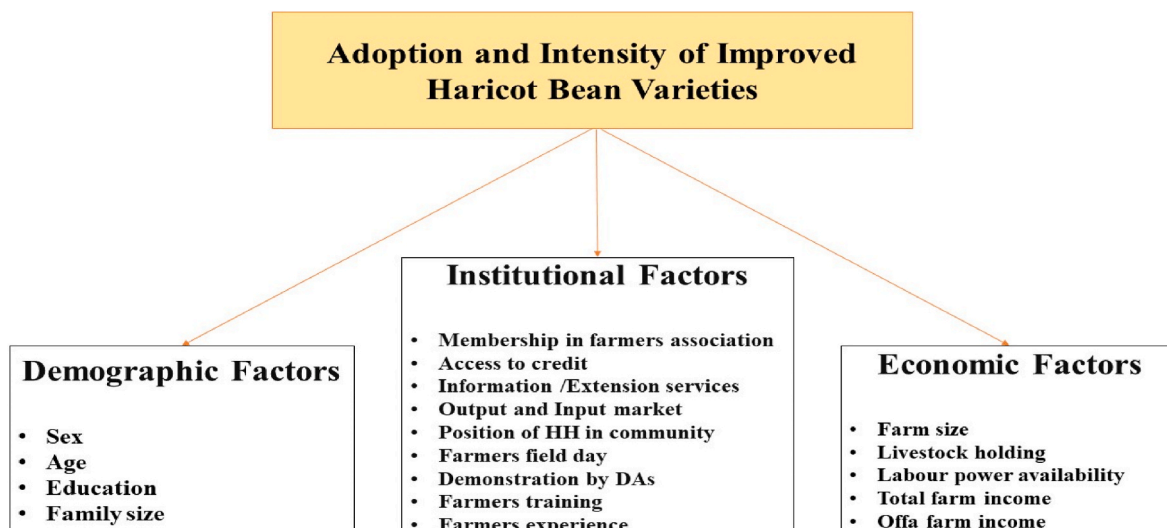 Adoption and Intensity of Improved
Haricot Bean Varieties
Demographic Factors
• Sex
• Age
• Education
• Family size
Institutional Factors
• Membership in farmers association
• Access to credit
• Information /Extension services
• Output and Input market
• Position of HH in community
• Farmers field day
• Demonstration by DAs
• Farmers training
• Farmers experience
Economic Factors
• Farm size
• Livestock holding
• Labour power availability
• Total farm income
• Offa farm income